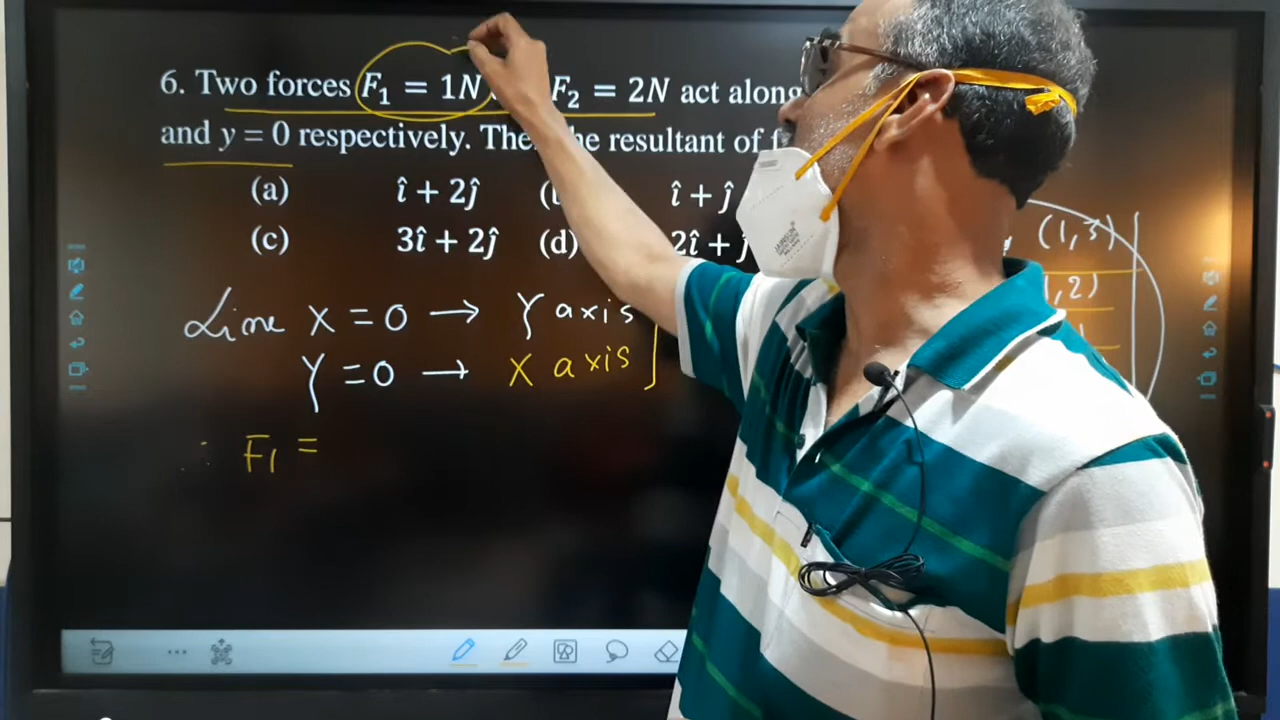 6. Two forces F₁ = 1N F₂ = 2N act along
and y = 0 respectively. The he resultant of f
(a) î + 2ĵ ( î + ĵ
(c) 3î + 2ĵ (d) 2î + j
(1,3)
,2)
Line X = 0 → Y axis
Y = 0 → X axis
∴ F₁ =